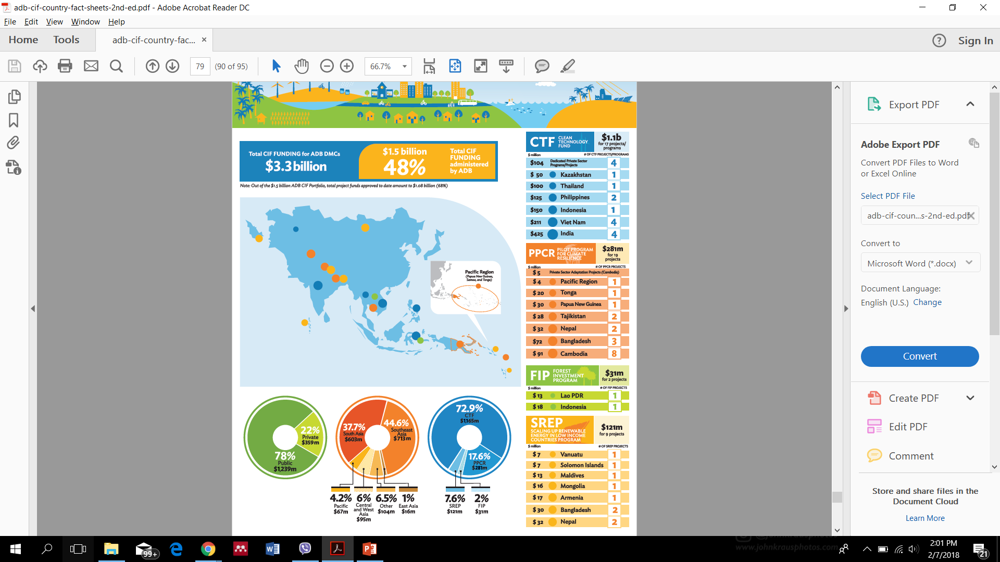 adb-cif-country-fact-sheets-2nd-ed.pdf - Adobe Acrobat Reader DC
File Edit View Window Help
Home Tools adb-cif-country-fac... × Sign In
79 (90 of 95) 66.7%
Total CIF FUNDING for ADB DMCs
$3.3 billion
$1.5 billion
48%
Total CIF
FUNDING
administered
by ADB
Note: Out of the $1.5 billion ADB CIF Portfolio, total project funds approved to date amount to $1.08 billion (68%)
Pacific Region
(Papua New Guinea,
Samoa, and Tonga)
78%
Public
$1,239m
22%
Private
$359m
37.7%
South Asia
$603m
44.6%
Southeast
Asia
$713m
4.2%
Pacific
$67m
6%
Central
and West
Asia
$95m
6.5%
Other
$104m
1%
East Asia
$16m
72.9%
CTF
$1,165m
17.6%
PPCR
$281m
7.6%
SREP
$121m
2%
FIP
$31m
CTF CLEAN
TECHNOLOGY
FUND
$1.1b
for 17 projects/
programs
$ million # OF CTF PROJECTS/PROGRAMS
$104 Dedicated Private Sector
Programs/Projects 4
$ 50 Kazakhstan 1
$100 Thailand 1
$125 Philippines 2
$150 Indonesia 1
$211 Viet Nam 4
$425 India 4
PPCR PILOT PROGRAM
FOR CLIMATE
RESILIENCE
$281m
for 19
projects
$ million # OF PPCR PROJECTS
$ 5 Private Sector Adaptation Projects (Cambodia)
$ 4 Pacific Region 1
$ 20 Tonga 1
$ 30 Papua New Guinea 1
$ 28 Tajikistan 2
$ 32 Nepal 2
$72 Bangladesh 3
$ 91 Cambodia 8
FIP FOREST
INVESTMENT
PROGRAM
$31m
for 2 projects
$ million # OF FIP PROJECTS
$ 13 Lao PDR 1
$ 18 Indonesia 1
SREP
SCALING UP RENEWABLE
ENERGY IN LOW INCOME
COUNTRIES PROGRAM
$121m
for 9 projects
$ million # OF SREP PROJECTS
$ 7 Vanuatu 1
$ 7 Solomon Islands 1
$ 13 Maldives 1
$ 16 Mongolia 1
$ 17 Armenia 1
$ 30 Bangladesh 2
$ 32 Nepal 2
Export PDF
Adobe Export PDF
Convert PDF Files to Word
or Excel Online
Select PDF File
adb-cif-coun...s-2nd-ed.pdf
Convert to
Microsoft Word (*.docx)
Document Language:
English (U.S.) Change
Convert
Create PDF
Edit PDF
Comment
Store and share files in the
Document Cloud
Learn More
@johnkrausphotos
www.johnkrausphotos.com
99+
2:01 PM
2/7/2018
21